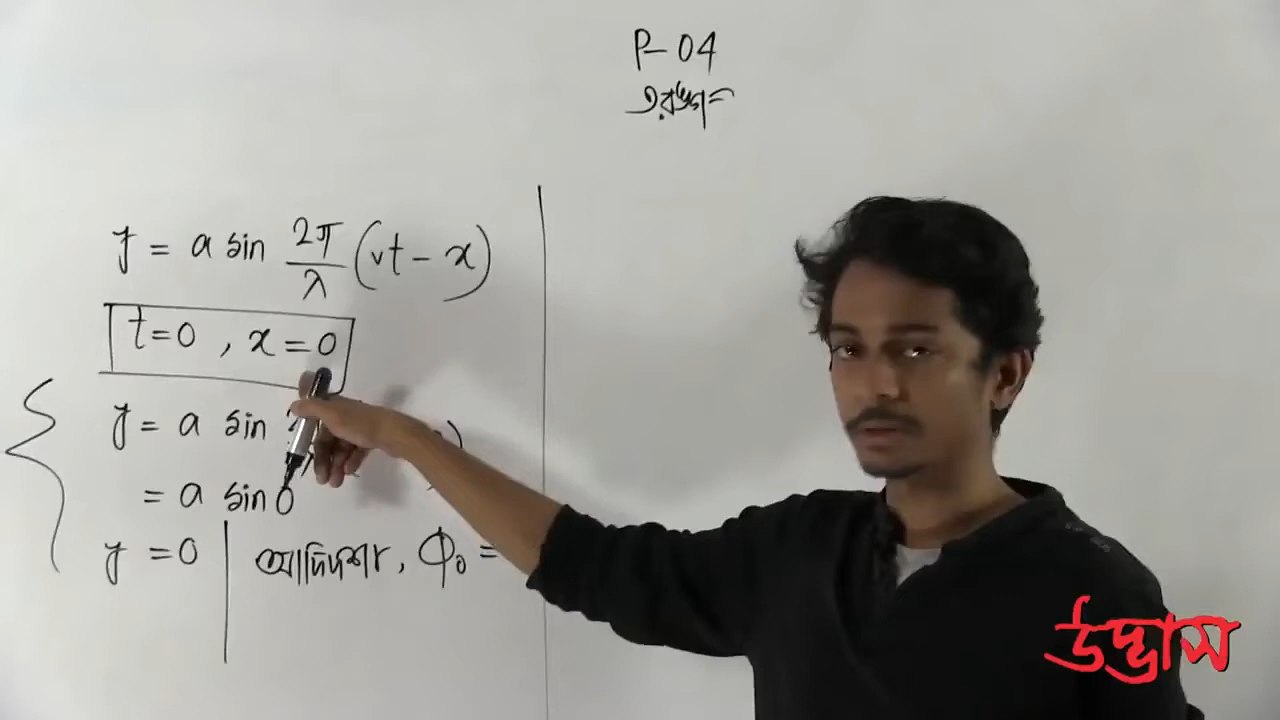 P-04
তরঙ্গ
y = a sin 2π/λ (vt - x)
t=0, x=0
y = a sin
= a sin 0
y = 0 | আদিদশা, Φ₀ =
উদ্ভাস